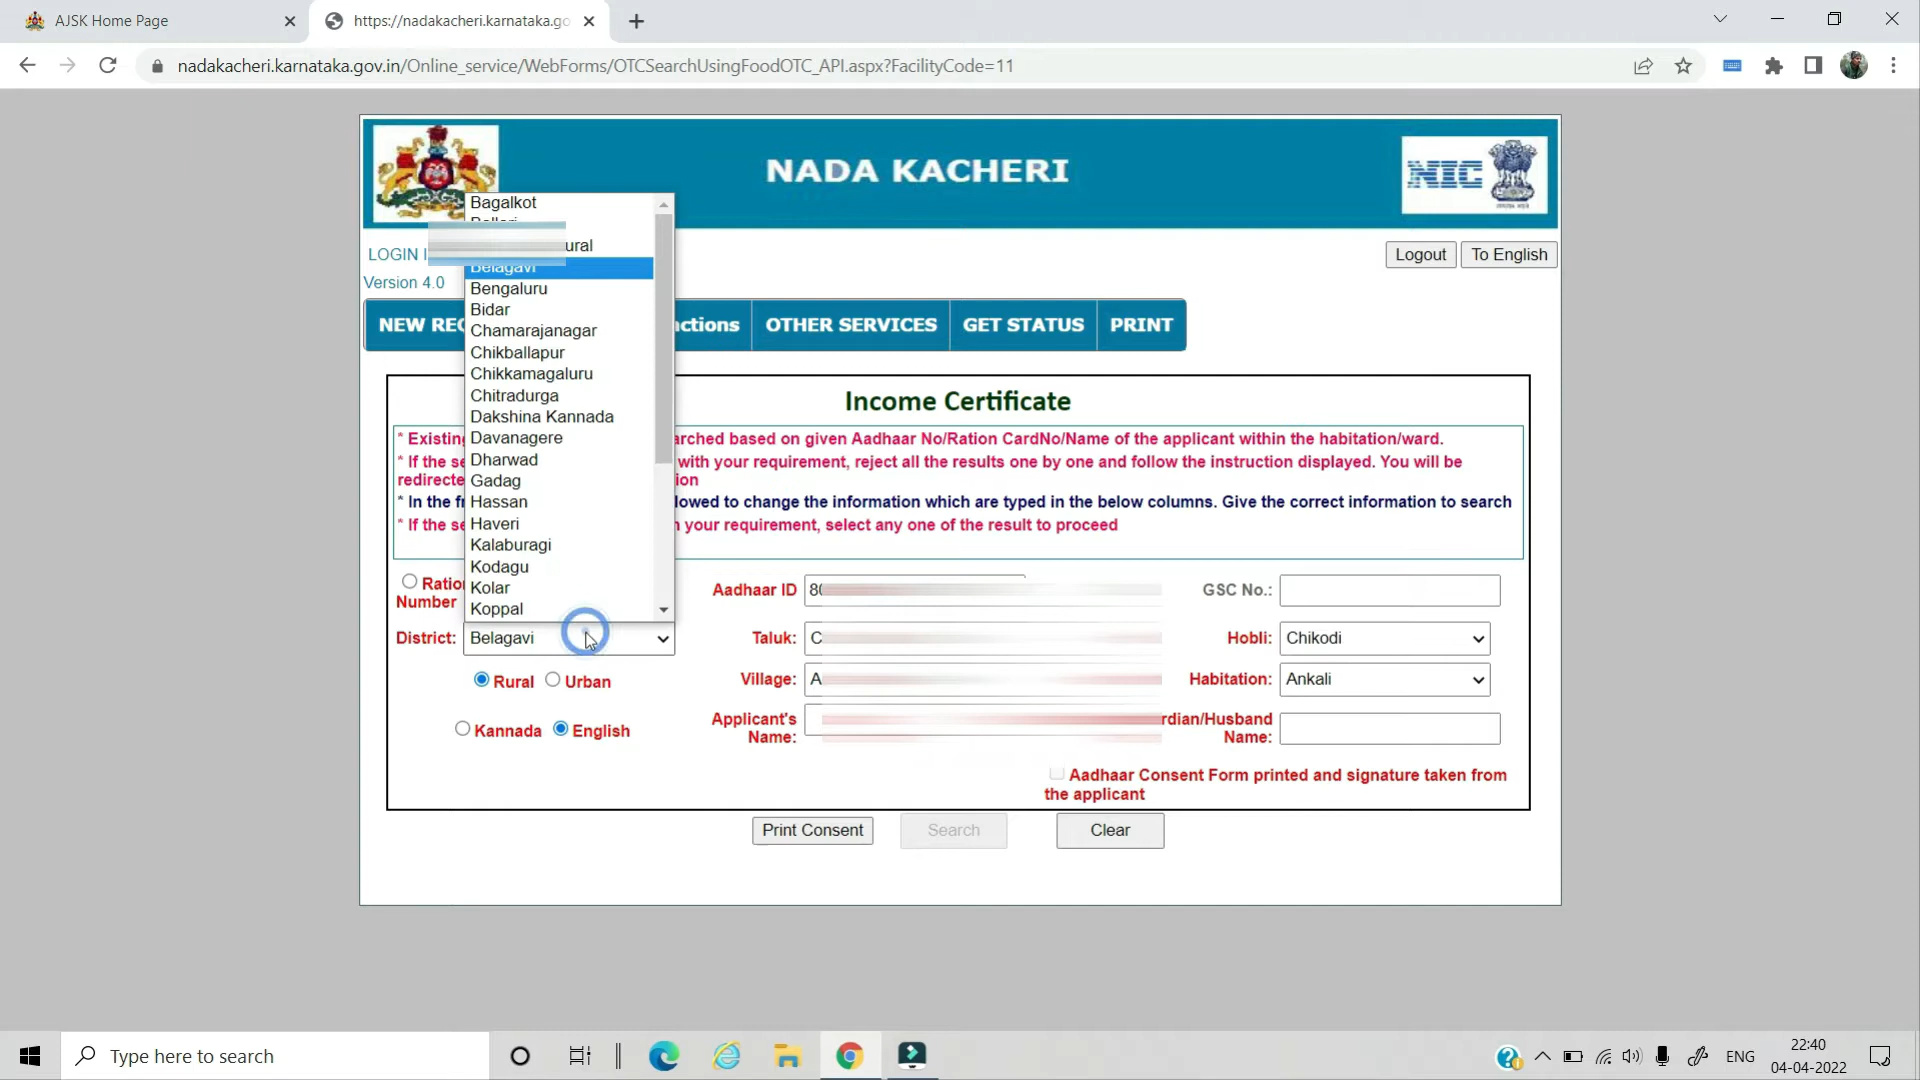 AJSK Home Page
https://nadakacheri.karnataka.go
nadakacheri.karnataka.gov.in/Online_service/WebForms/OTCSearchUsingFoodOTC_API.aspx?FacilityCode=11
NADA KACHERI
NIC
LOGIN
Version 4.0
Logout
To English
NEW REQ
ctions
OTHER SERVICES
GET STATUS
PRINT
Bagalkot
ural
Belagavi
Bengaluru
Bidar
Chamarajanagar
Chikballapur
Chikkamagaluru
Chitradurga
Dakshina Kannada
Davanagere
Dharwad
Gadag
Hassan
Haveri
Kalaburagi
Kodagu
Kolar
Koppal
Income Certificate
* Existing rched based on given Aadhaar No/Ration CardNo/Name of the applicant within the habitation/ward.
* If the se with your requirement, reject all the results one by one and follow the instruction displayed. You will be
redirecte ion
* In the fr lowed to change the information which are typed in the below columns. Give the correct information to search
* If the se your requirement, select any one of the result to proceed
Ratio
Number
Aadhaar ID
8
GSC No.:
District: Belagavi
Taluk: C
Hobli: Chikodi
Rural Urban
Village: A
Habitation: Ankali
Kannada English
Applicant's
Name:
rdian/Husband
Name:
Aadhaar Consent Form printed and signature taken from
the applicant
Print Consent
Search
Clear
Type here to search
ENG
22:40
04-04-2022